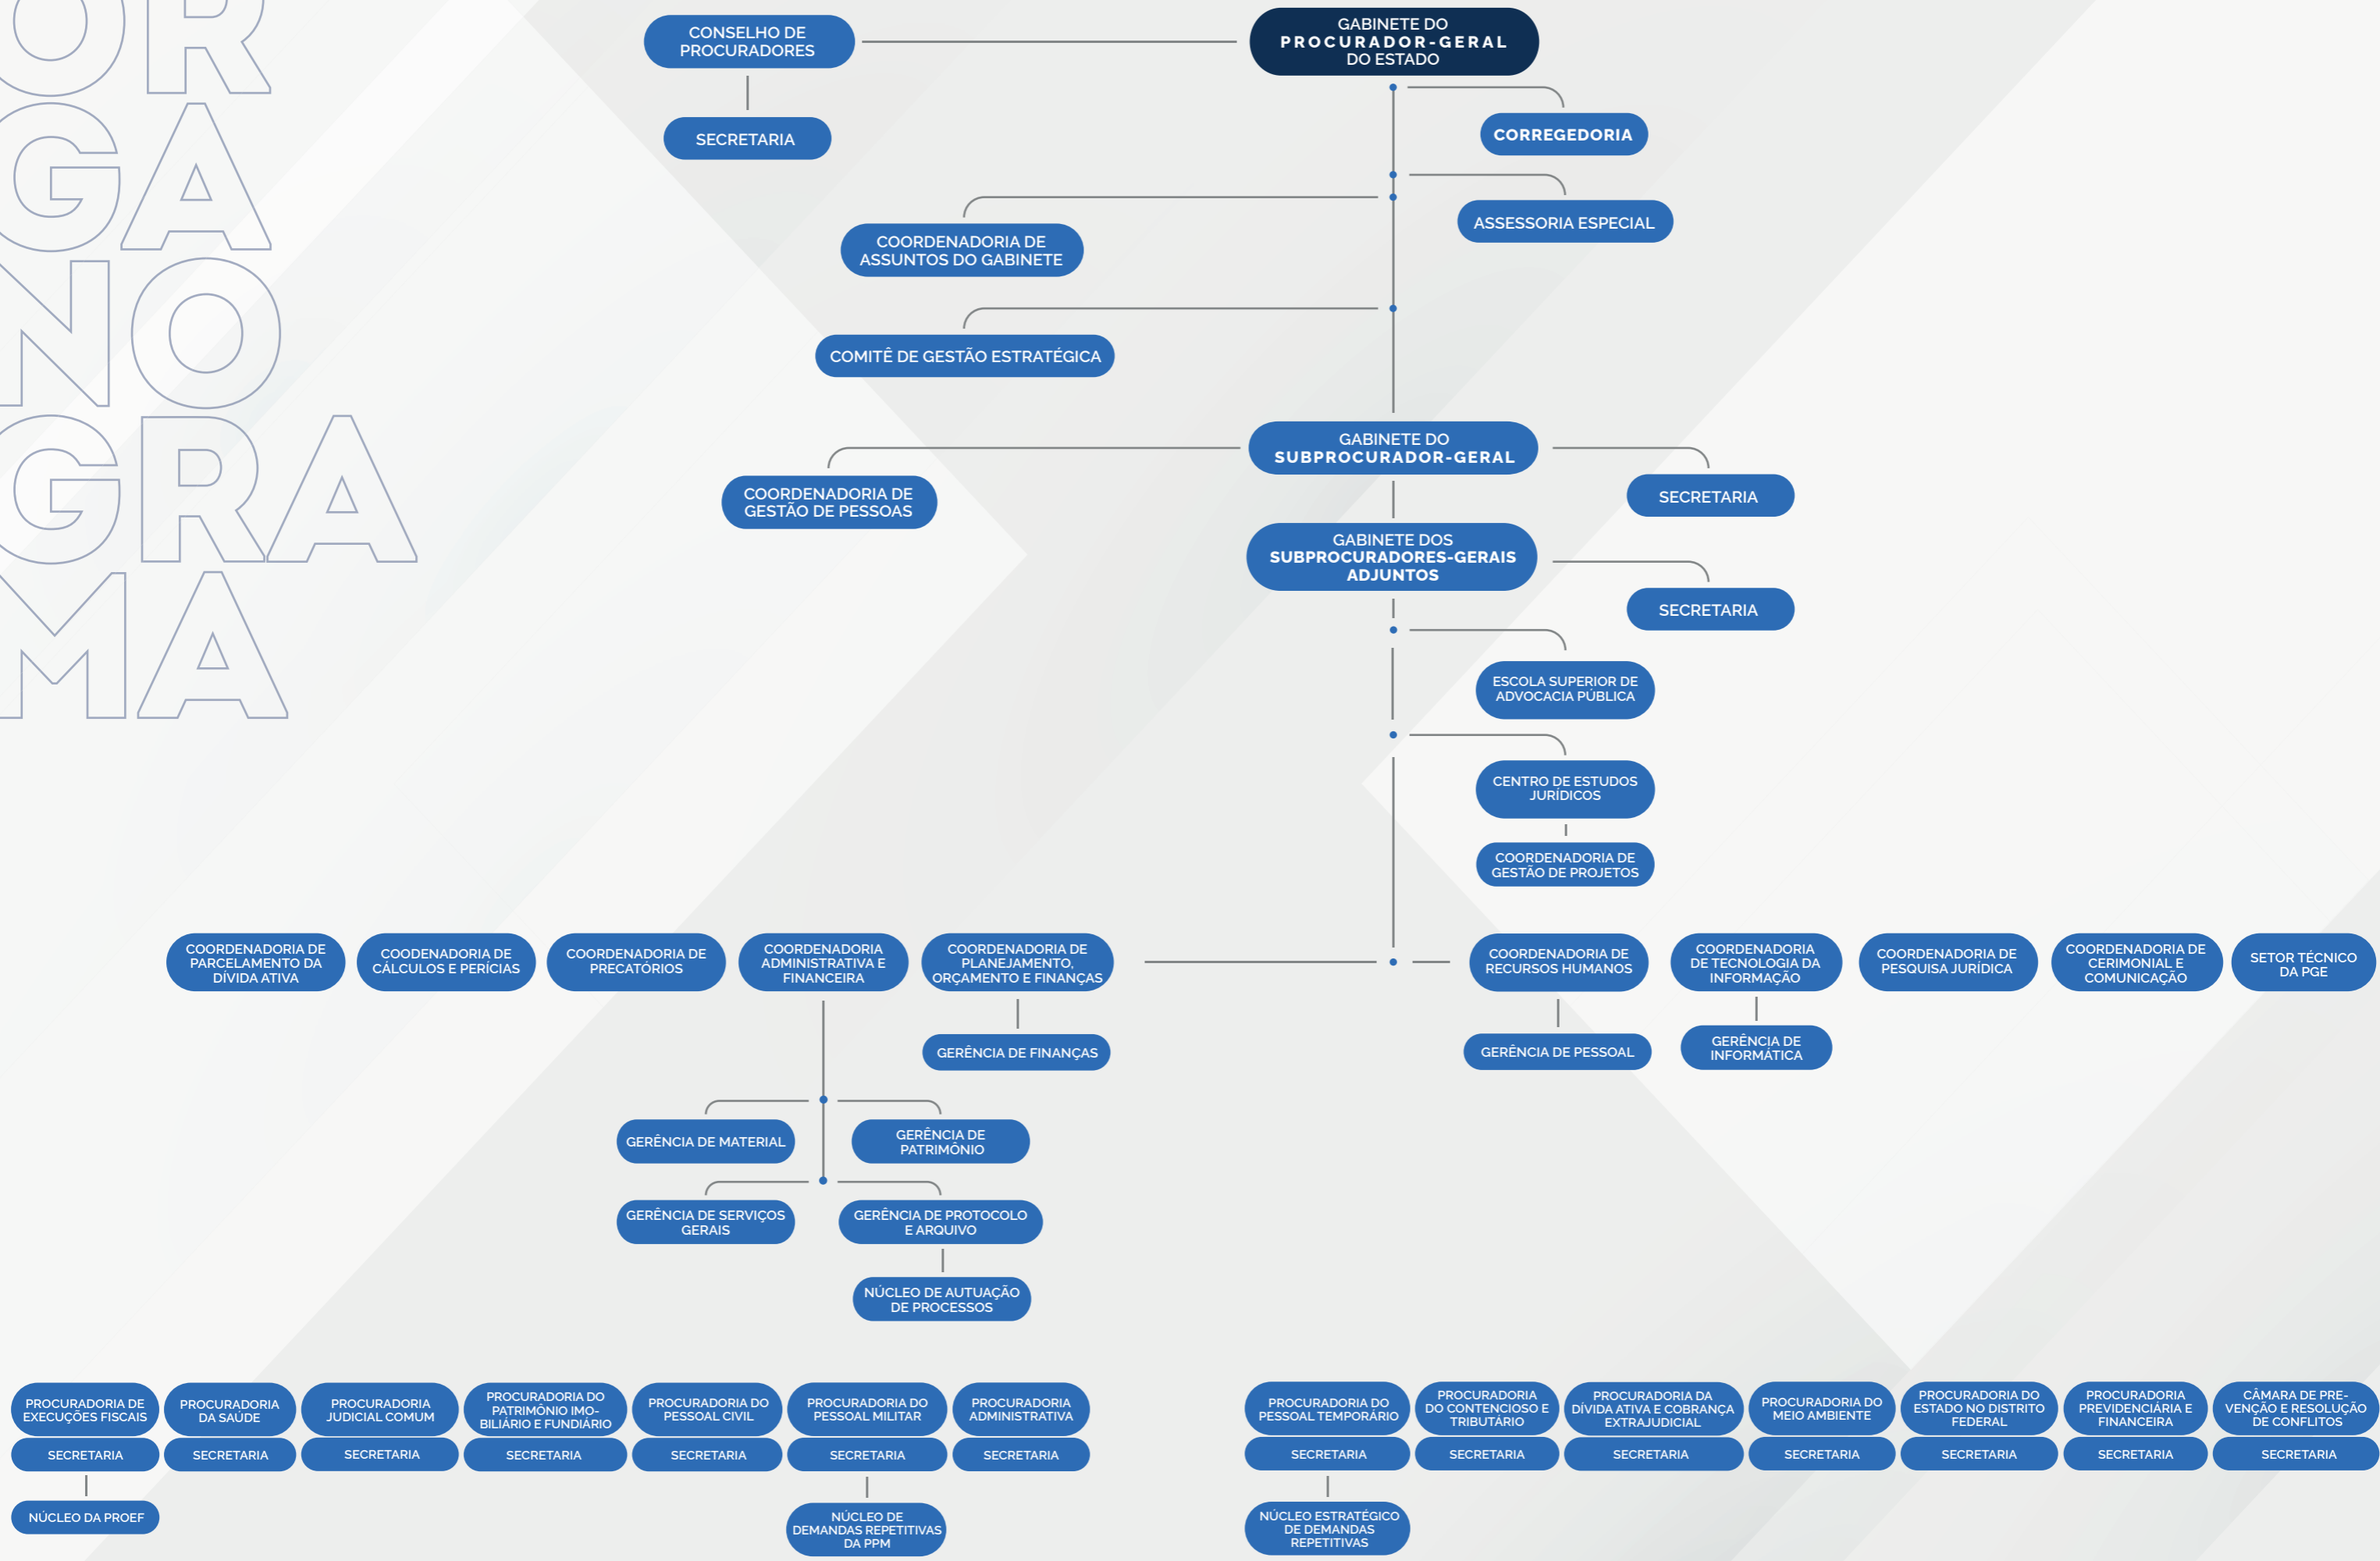 OR
GA
NO
GRA
MA
CONSELHO DE
PROCURADORES
SECRETARIA
GABINETE DO
PROCURADOR-GERAL
DO ESTADO
CORREGEDORIA
ASSESSORIA ESPECIAL
COORDENADORIA DE
ASSUNTOS DO GABINETE
COMITÊ DE GESTÃO ESTRATÉGICA
GABINETE DO
SUBPROCURADOR-GERAL
COORDENADORIA DE
GESTÃO DE PESSOAS
SECRETARIA
GABINETE DOS
SUBPROCURADORES-GERAIS
ADJUNTOS
SECRETARIA
ESCOLA SUPERIOR DE
ADVOCACIA PÚBLICA
CENTRO DE ESTUDOS
JURÍDICOS
COORDENADORIA DE
GESTÃO DE PROJETOS
COORDENADORIA DE
PARCELAMENTO DA
DÍVIDA ATIVA
COODENADORIA DE
CÁLCULOS E PERÍCIAS
COORDENADORIA DE
PRECATÓRIOS
COORDENADORIA
ADMINISTRATIVA E
FINANCEIRA
COORDENADORIA DE
PLANEJAMENTO,
ORÇAMENTO E FINANÇAS
COORDENADORIA DE
RECURSOS HUMANOS
COORDENADORIA
DE TECNOLOGIA DA
INFORMAÇÃO
COORDENADORIA DE
PESQUISA JURÍDICA
COORDENADORIA DE
CERIMONIAL E
COMUNICAÇÃO
SETOR TÉCNICO
DA PGE
GERÊNCIA DE FINANÇAS
GERÊNCIA DE PESSOAL
GERÊNCIA DE
INFORMÁTICA
GERÊNCIA DE MATERIAL
GERÊNCIA DE
PATRIMÔNIO
GERÊNCIA DE SERVIÇOS
GERAIS
GERÊNCIA DE PROTOCOLO
E ARQUIVO
NÚCLEO DE AUTUAÇÃO
DE PROCESSOS
PROCURADORIA DE
EXECUÇÕES FISCAIS
SECRETARIA
NÚCLEO DA PROEF
PROCURADORIA
DA SAÚDE
SECRETARIA
PROCURADORIA
JUDICIAL COMUM
SECRETARIA
PROCURADORIA DO
PATRIMÔNIO IMO-
BILIÁRIO E FUNDIÁRIO
SECRETARIA
PROCURADORIA DO
PESSOAL CIVIL
SECRETARIA
PROCURADORIA DO
PESSOAL MILITAR
SECRETARIA
NÚCLEO DE
DEMANDAS REPETITIVAS
DA PPM
PROCURADORIA
ADMINISTRATIVA
SECRETARIA
PROCURADORIA DO
PESSOAL TEMPORÁRIO
SECRETARIA
NÚCLEO ESTRATÉGICO
DE DEMANDAS
REPETITIVAS
PROCURADORIA
DO CONTENCIOSO E
TRIBUTÁRIO
SECRETARIA
PROCURADORIA DA
DÍVIDA ATIVA E COBRANÇA
EXTRAJUDICIAL
SECRETARIA
PROCURADORIA DO
MEIO AMBIENTE
SECRETARIA
PROCURADORIA DO
ESTADO NO DISTRITO
FEDERAL
SECRETARIA
PROCURADORIA
PREVIDENCIÁRIA E
FINANCEIRA
SECRETARIA
CÂMARA DE PRE-
VENÇÃO E RESOLUÇÃO
DE CONFLITOS
SECRETARIA